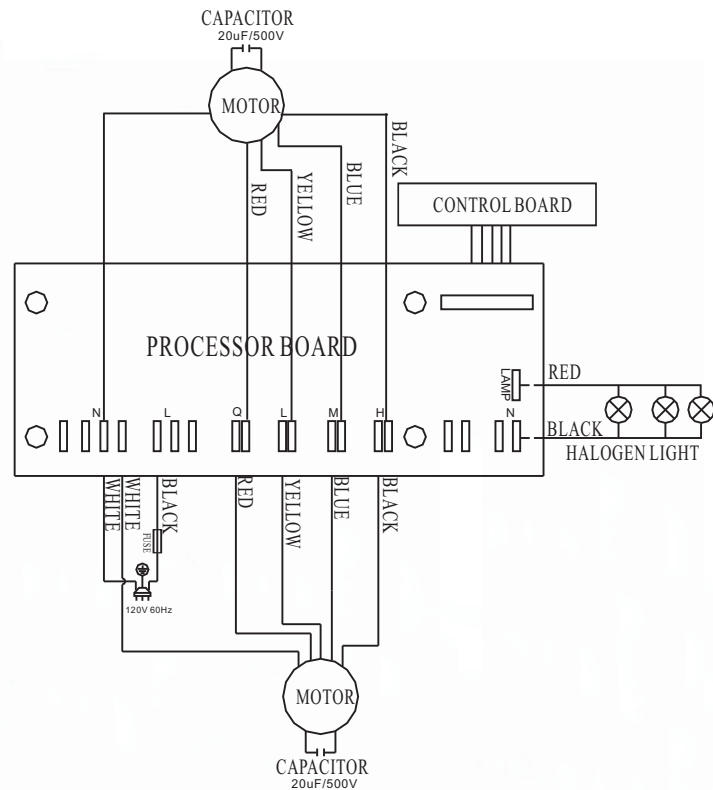 CAPACITOR
20uF/500V
MOTOR
BLACK
BLUE
YELLOW
RED
CONTROL BOARD
PROCESSOR BOARD
LAMP
RED
N
L
Q
L
M
H
N
BLACK
HALOGEN LIGHT
WHITE
WHITE
BLACK
RED
YELLOW
BLUE
BLACK
FUSE
120V 60Hz
MOTOR
CAPACITOR
20uF/500V